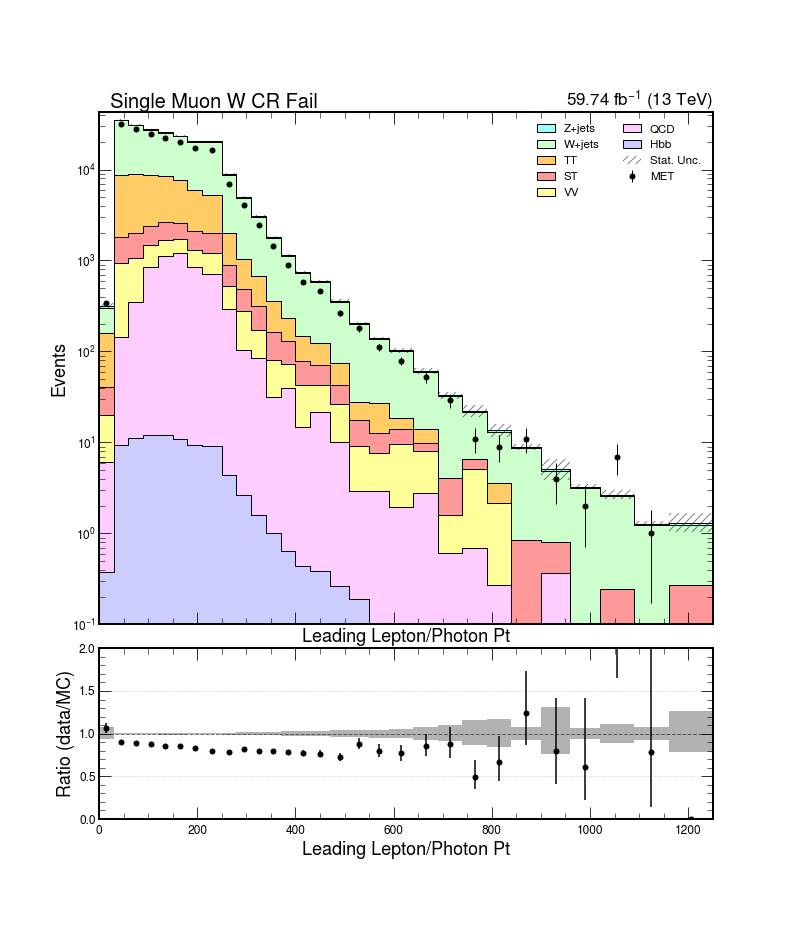 Single Muon W CR Fail 59.74 fb⁻¹ (13 TeV)
Z+jets QCD
W+jets Hbb
TT Stat. Unc.
ST MET
VV
10⁴
10³
10²
10¹
10⁰
10⁻¹
Events
Leading Lepton/Photon Pt
2.0
1.5
1.0
0.5
0.0
Ratio (data/MC)
0 200 400 600 800 1000 1200
Leading Lepton/Photon Pt